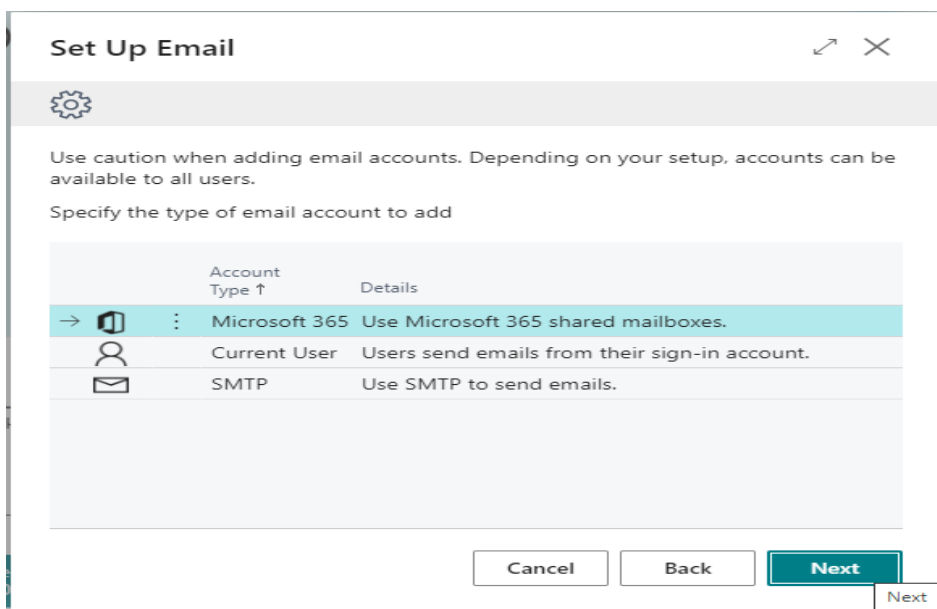 Set Up Email
Use caution when adding email accounts. Depending on your setup, accounts can be
available to all users.
Specify the type of email account to add
Account
Type ↑ Details
Microsoft 365 Use Microsoft 365 shared mailboxes.
Current User Users send emails from their sign-in account.
SMTP Use SMTP to send emails.
Cancel Back Next
Next